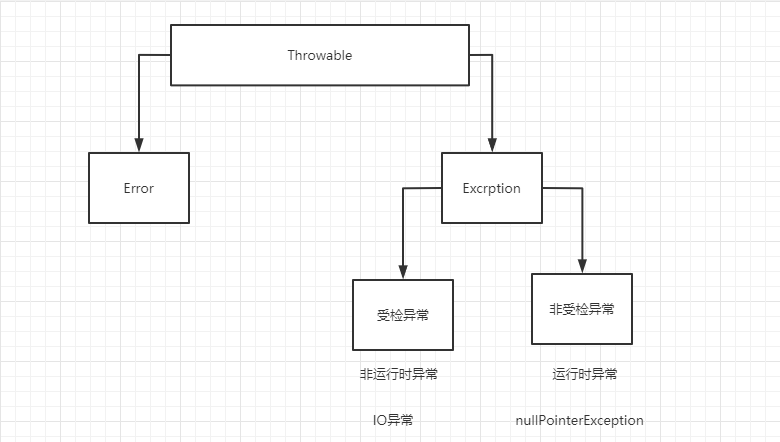 Throwable
Error
Excrption
受检异常
非受检异常
非运行时异常
运行时异常
IO异常
nullPointerException